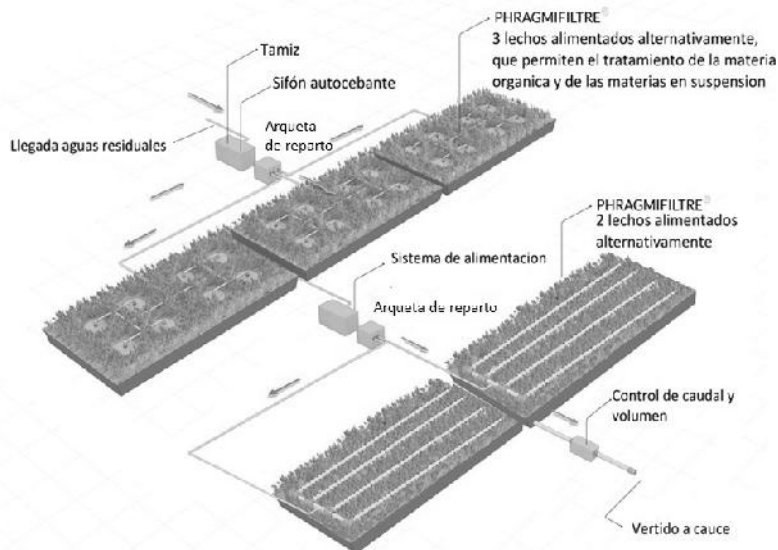 PHRAGMIFILTRE®
3 lechos alimentados alternativamente,
que permiten el tratamiento de la materia
organica y de las materias en suspension
Tamiz
Sifón autocebante
Arqueta
de reparto
Llegada aguas residuales
PHRAGMIFILTRE®
2 lechos alimentados
alternativamente
Sistema de alimentacion
Arqueta de reparto
Control de caudal y
volumen
Vertido a cauce